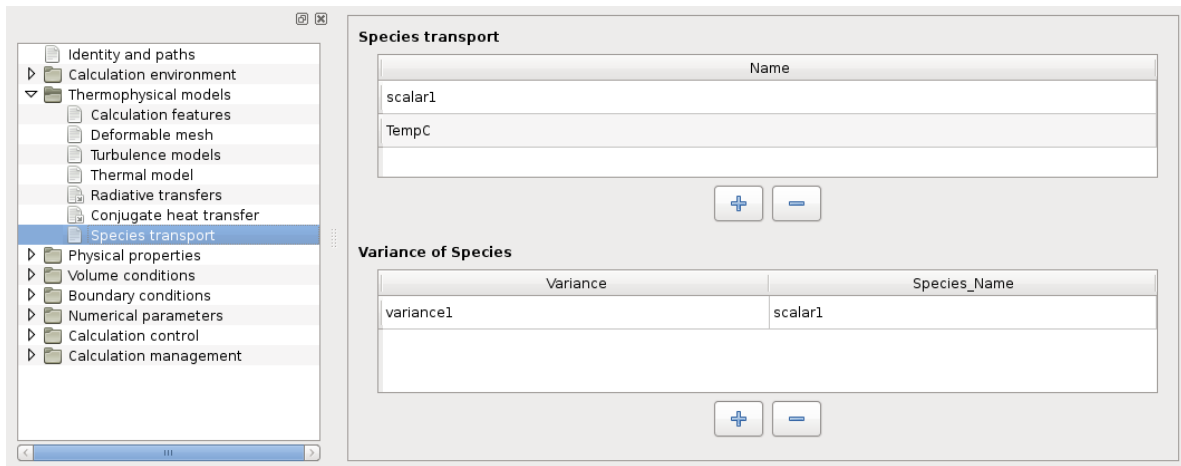 Identity and paths
Calculation environment
Thermophysical models
Calculation features
Deformable mesh
Turbulence models
Thermal model
Radiative transfers
Conjugate heat transfer
Species transport
Physical properties
Volume conditions
Boundary conditions
Numerical parameters
Calculation control
Calculation management
Species transport
Name
scalar1
TempC
Variance of Species
Variance Species_Name
variance1 scalar1